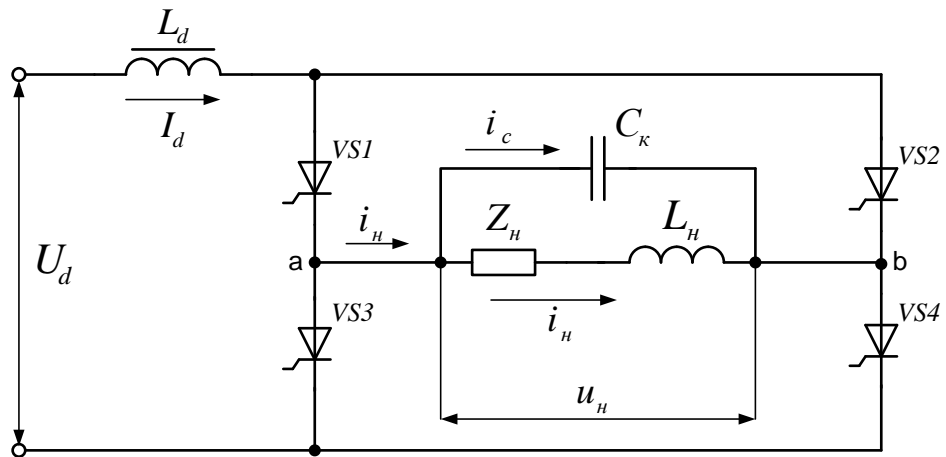 L_d
I_d
U_d
VS1
VS2
i_c
C_к
i_н
Z_н
L_н
a
b
VS3
VS4
i_н
u_н